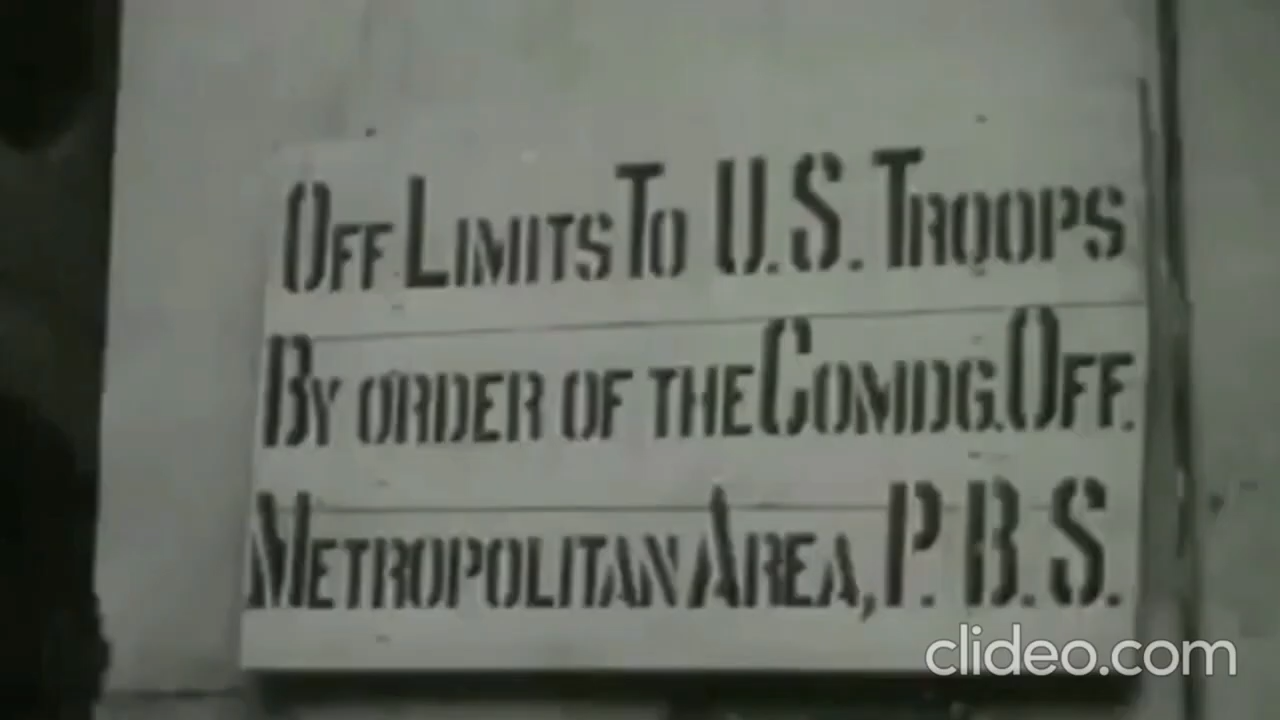 OFF LIMITS TO U.S. TROOPS
BY ORDER OF THE COMDG. OFF.
METROPOLITAN AREA, P.B.S.
clideo.com